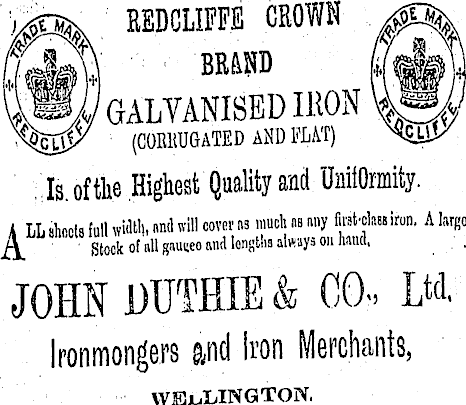 REDCLIFFE CROWN
BRAND
TRADE MARK
REDCLIFFE
TRADE MARK
REDCLIFFE
GALVANISED IRON
(CORRUGATED AND FLAT)
Is of the Highest Quality and Uniformity.
ALL sheets full width, and will cover as much as any first-class iron. A large
Stock of all gauges and lengths always on hand,
JOHN DUTHIE & CO., Ltd.
Ironmongers and Iron Merchants,
WELLINGTON.